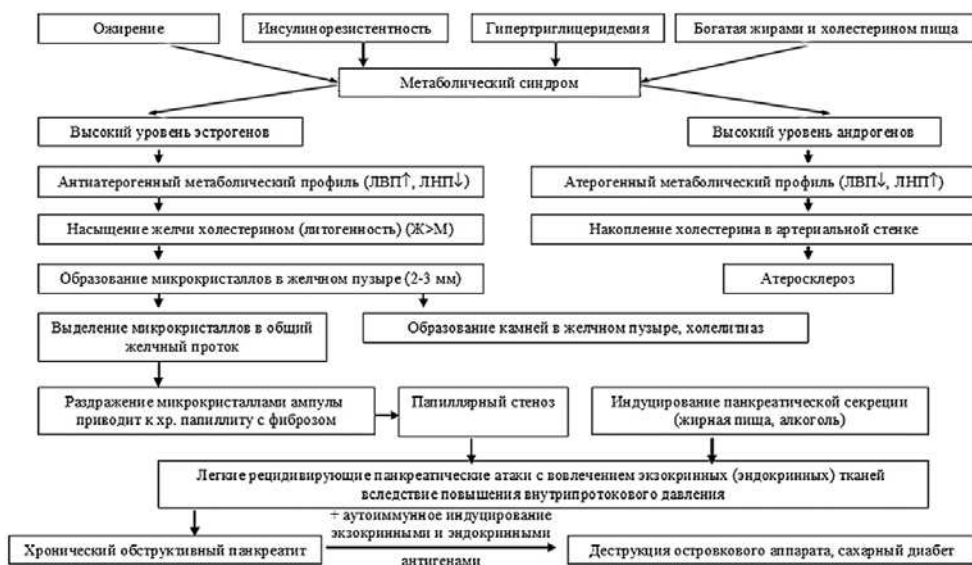 Ожирение
Инсулинорезистентность
Гипертриглицеридемия
Богатая жирами и холестерином пища
Метаболический синдром
Высокий уровень эстрогенов
Высокий уровень андрогенов
Антиатерогенный метаболический профиль (ЛВП↑, ЛНП↓)
Атерогенный метаболический профиль (ЛВП↓, ЛНП↑)
Насыщение желчи холестерином (литогенность) (Ж>М)
Накопление холестерина в артериальной стенке
Образование микрокристаллов в желчном пузыре (2-3 мм)
Атеросклероз
Выделение микрокристаллов в общий
желчный проток
Образование камней в желчном пузыре, холелитиаз
Раздражение микрокристаллами ампулы
приводит к хр. папиллиту с фиброзом
Папиллярный стеноз
Индуцирование панкреатической секреции
(жирная пища, алкоголь)
Легкие рецидивирующие панкреатические атаки с вовлечением экзокринных (эндокринных) тканей
вследствие повышения внутрипротокового давления
+ аутоиммунное индуцирование
экзокринными и эндокринными
антигенами
Хронический обструктивный панкреатит
Деструкция островкового аппарата, сахарный диабет